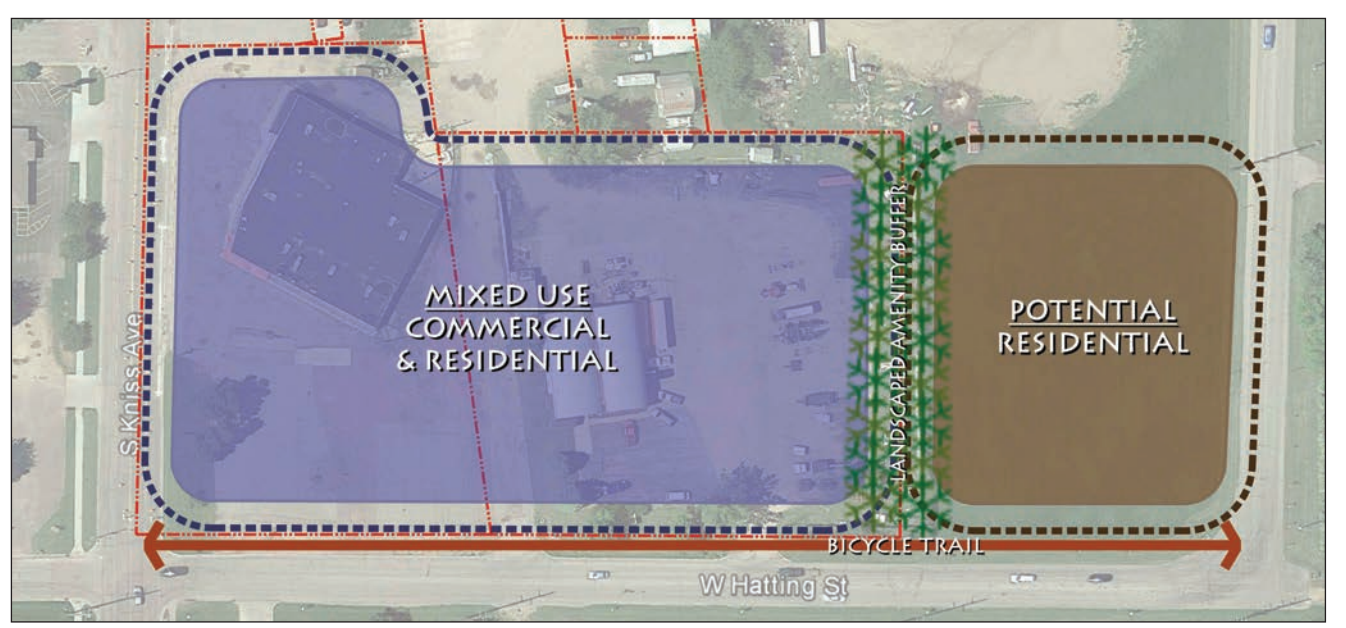 MIXED USE
COMMERCIAL
& RESIDENTIAL
S Kniss Ave
LANDSCAPED AMENITY BUFFER
POTENTIAL
RESIDENTIAL
BICYCLE TRAIL
W Hatting St